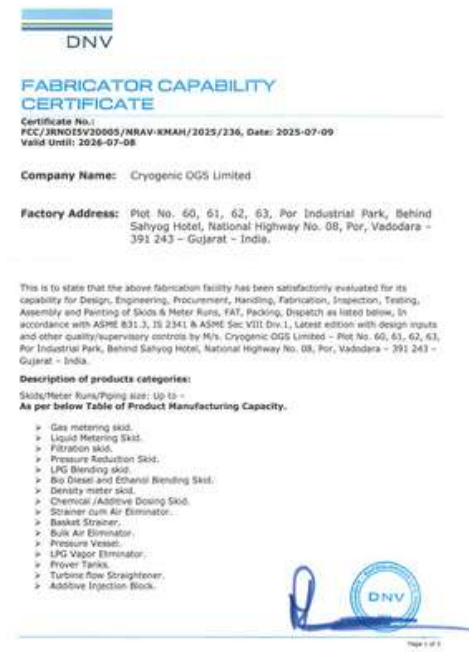 DNV
FABRICATOR CAPABILITY
CERTIFICATE
Certificate No.:
FCC/3RNOI5V20005/NRAV-KMAH/2025/236, Date: 2025-07-09
Valid Until: 2026-07-08
Company Name: Cryogenic OGS Limited
Factory Address: Plot No. 60, 61, 62, 63, Por Industrial Park, Behind
Sahyog Hotel, National Highway No. 08, Por, Vadodara –
391 243 – Gujarat – India.
This is to state that the above fabrication facility has been satisfactorily evaluated for its
capability for Design, Engineering, Procurement, Handling, Fabrication, Inspection, Testing,
Assembly and Painting of Skids & Meter Runs, FAT, Packing, Dispatch as listed below, In
accordance with ASME B31.3, IS 2341 & ASME Sec VIII Div.1, Latest edition with design inputs
and other quality/supervisory controls by M/s. Cryogenic OGS Limited – Plot No. 60, 61, 62, 63,
Por Industrial Park, Behind Sahyog Hotel, National Highway No. 08, Por, Vadodara – 391 243 –
Gujarat – India.
Description of products categories:
Skids/Meter Runs/Piping size: Up to –
As per below Table of Product Manufacturing Capacity.
➢ Gas metering skid.
➢ Liquid Metering Skid.
➢ Filtration skid.
➢ Pressure Reduction Skid.
➢ LPG Blending skid.
➢ Bio Diesel and Ethanol Blending Skid.
➢ Density meter skid.
➢ Chemical /Additive Dosing Skid.
➢ Strainer cum Air Eliminator.
➢ Basket Strainer.
➢ Bulk Air Eliminator.
➢ Pressure Vessel.
➢ LPG Vapor Eliminator.
➢ Prover Tanks.
➢ Turbine flow Straightener.
➢ Additive Injection Block.
DNV
Page 1 of 3